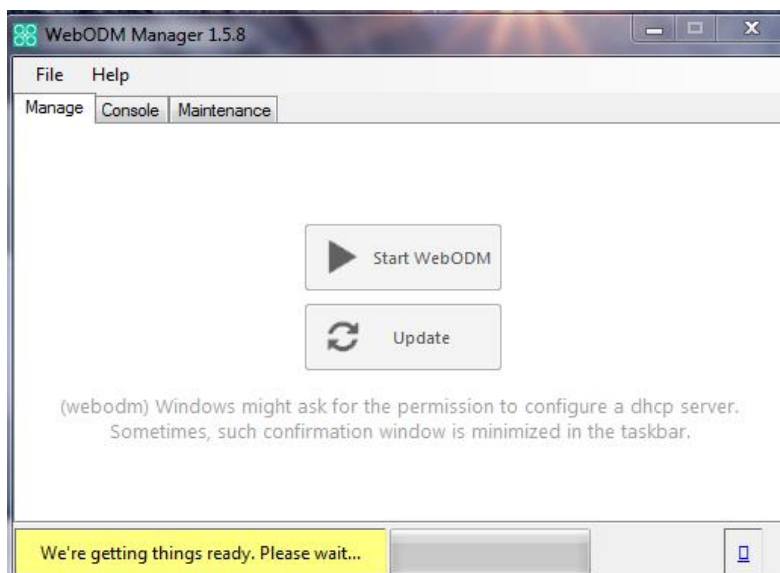 WebODM Manager 1.5.8
File Help
Manage Console Maintenance
Start WebODM
Update
(webodm) Windows might ask for the permission to configure a dhcp server.
Sometimes, such confirmation window is minimized in the taskbar.
We're getting things ready. Please wait...